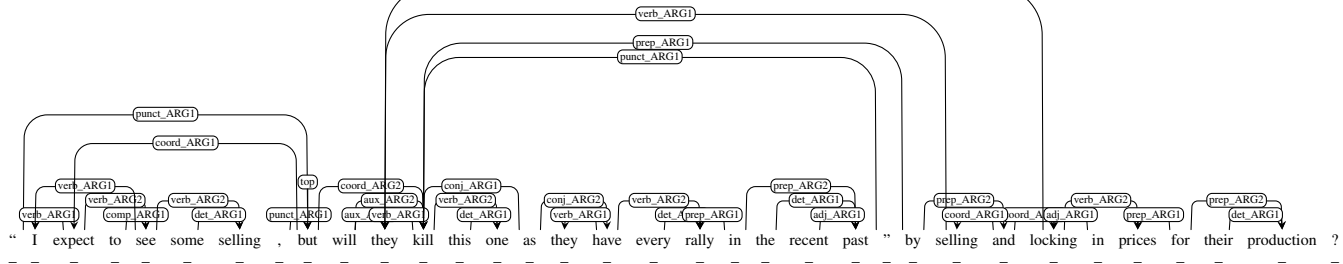 verb_ARG1
prep_ARG1
punct_ARG1
punct_ARG1
coord_ARG1
top
verb_ARG1 coord_ARG2 conj_ARG1 prep_ARG2
verb_ARG2 verb_ARG2 aux_ARG2 verb_ARG2 conj_ARG2 verb_ARG2 det_ARG1 prep_ARG2 verb_ARG2 prep_ARG2
verb_ARG1 comp_ARG1 det_ARG1 punct_ARG1 verb_ARG1 det_ARG1 verb_ARG1 prep_ARG1 adj_ARG1 coord_ARG1 adj_ARG1 prep_ARG1 det_ARG1
“ I expect to see some selling , but will they kill this one as they have every rally in the recent past ” by selling and locking in prices for their production ?